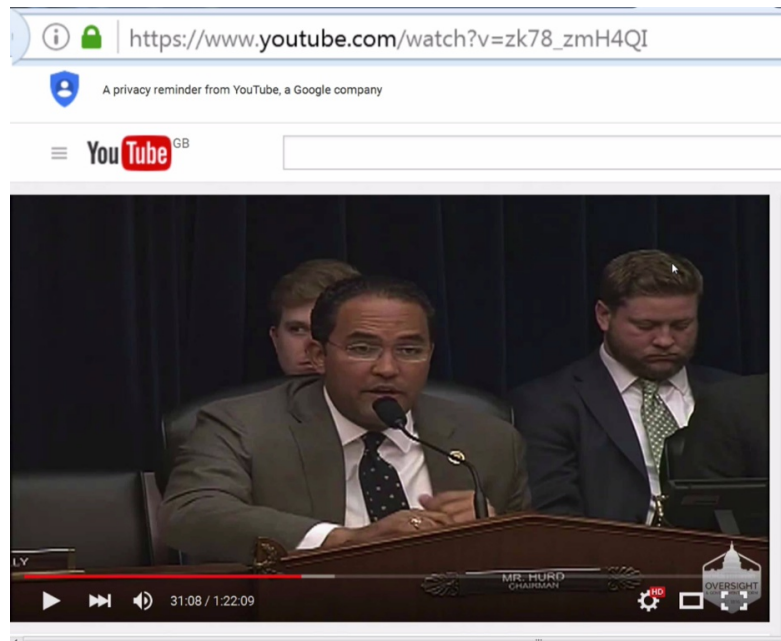 https://www.youtube.com/watch?v=zk78_zmH4QI
A privacy reminder from YouTube, a Google company
YouTube GB
LY
MR. HURD
CHAIRMAN
OVERSIGHT
31:08 / 1:22:09
HD